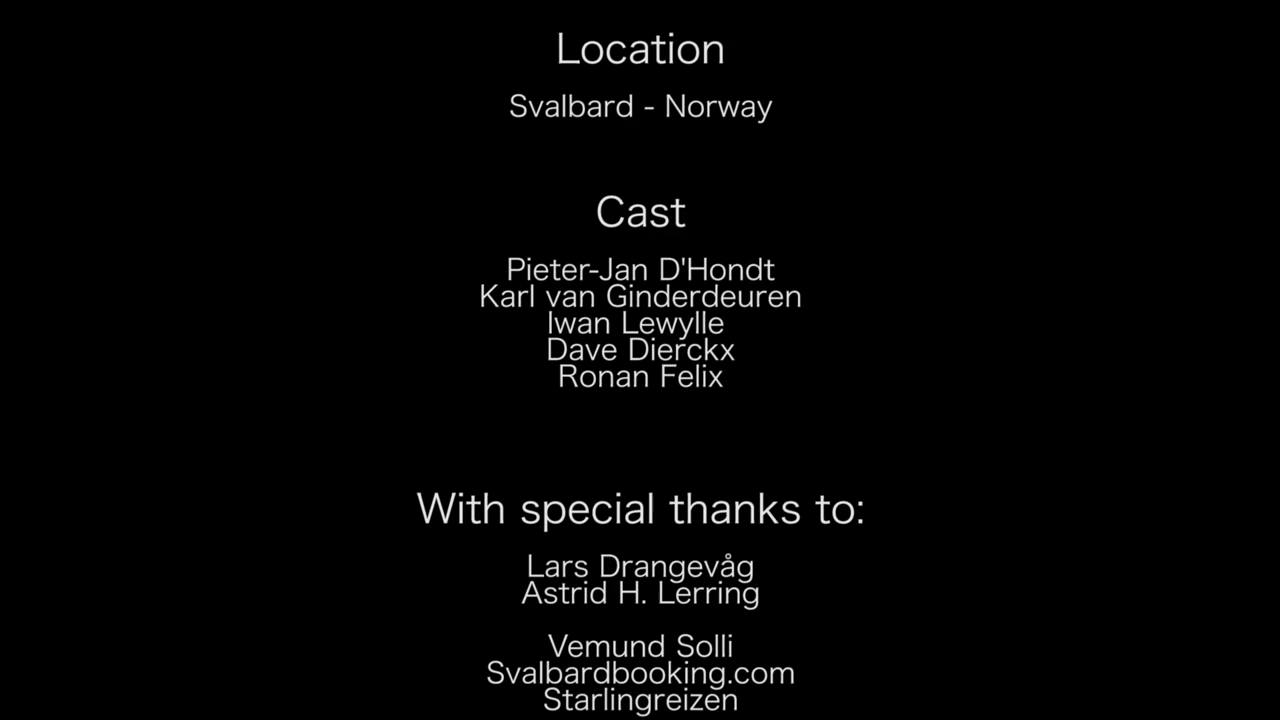 Location
Svalbard - Norway
Cast
Pieter-Jan D'Hondt
Karl van Ginderdeuren
Iwan Lewylle
Dave Dierckx
Ronan Felix
With special thanks to:
Lars Drangevåg
Astrid H. Lerring
Vemund Solli
Svalbardbooking.com
Starlingreizen